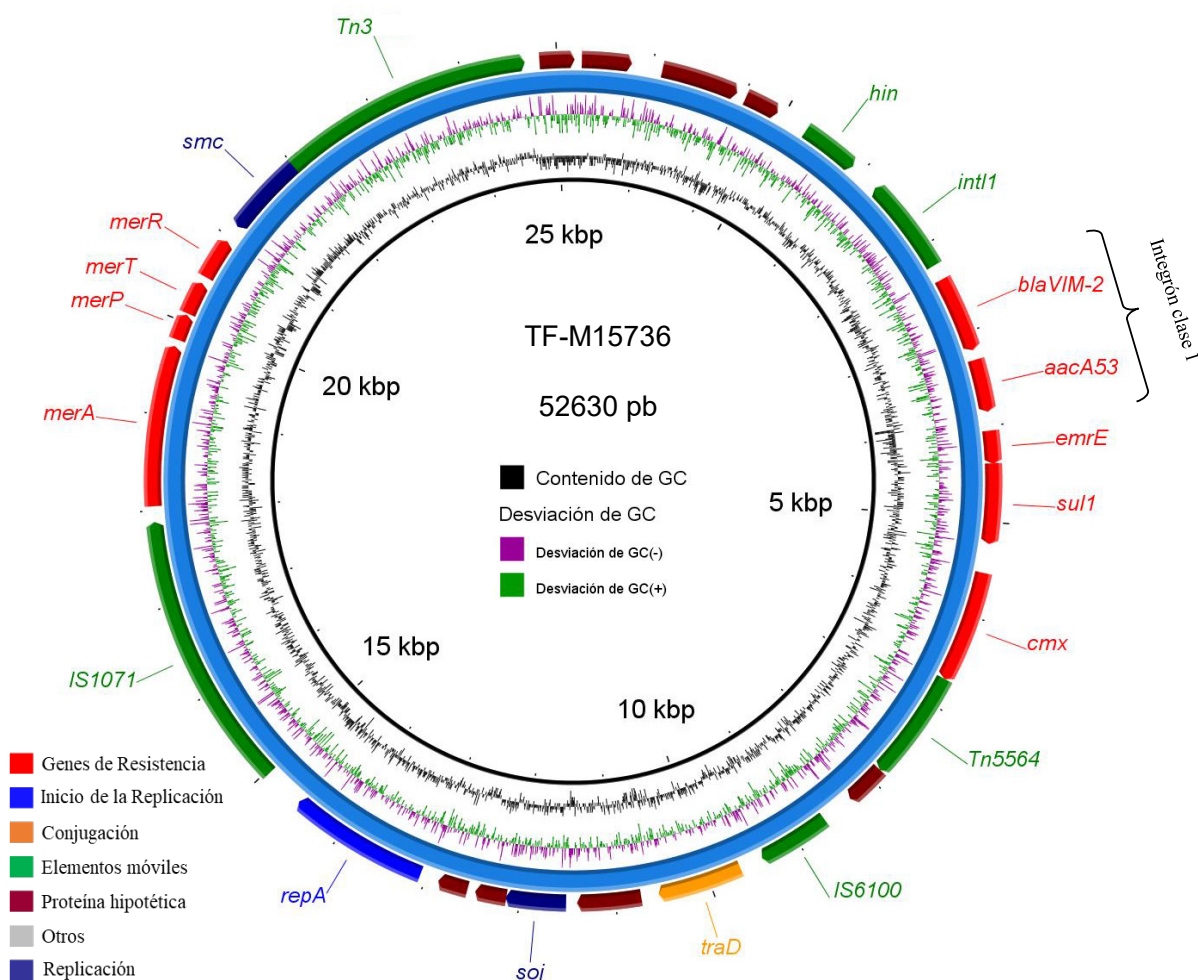 Tn3
hin
smc
intI1
merR
Integrón clase 1
25 kbp
merT
blaVIM-2
merP
TF-M15736
aacA53
20 kbp
52630 pb
merA
emrE
Contenido de GC
5 kbp
sul1
Desviación de GC
Desviación de GC(-)
Desviación de GC(+)
cmx
15 kbp
IS1071
10 kbp
Tn5564
Genes de Resistencia
Inicio de la Replicación
Conjugación
Elementos móviles
IS6100
repA
Proteína hipotética
Otros
traD
Replicación
soj